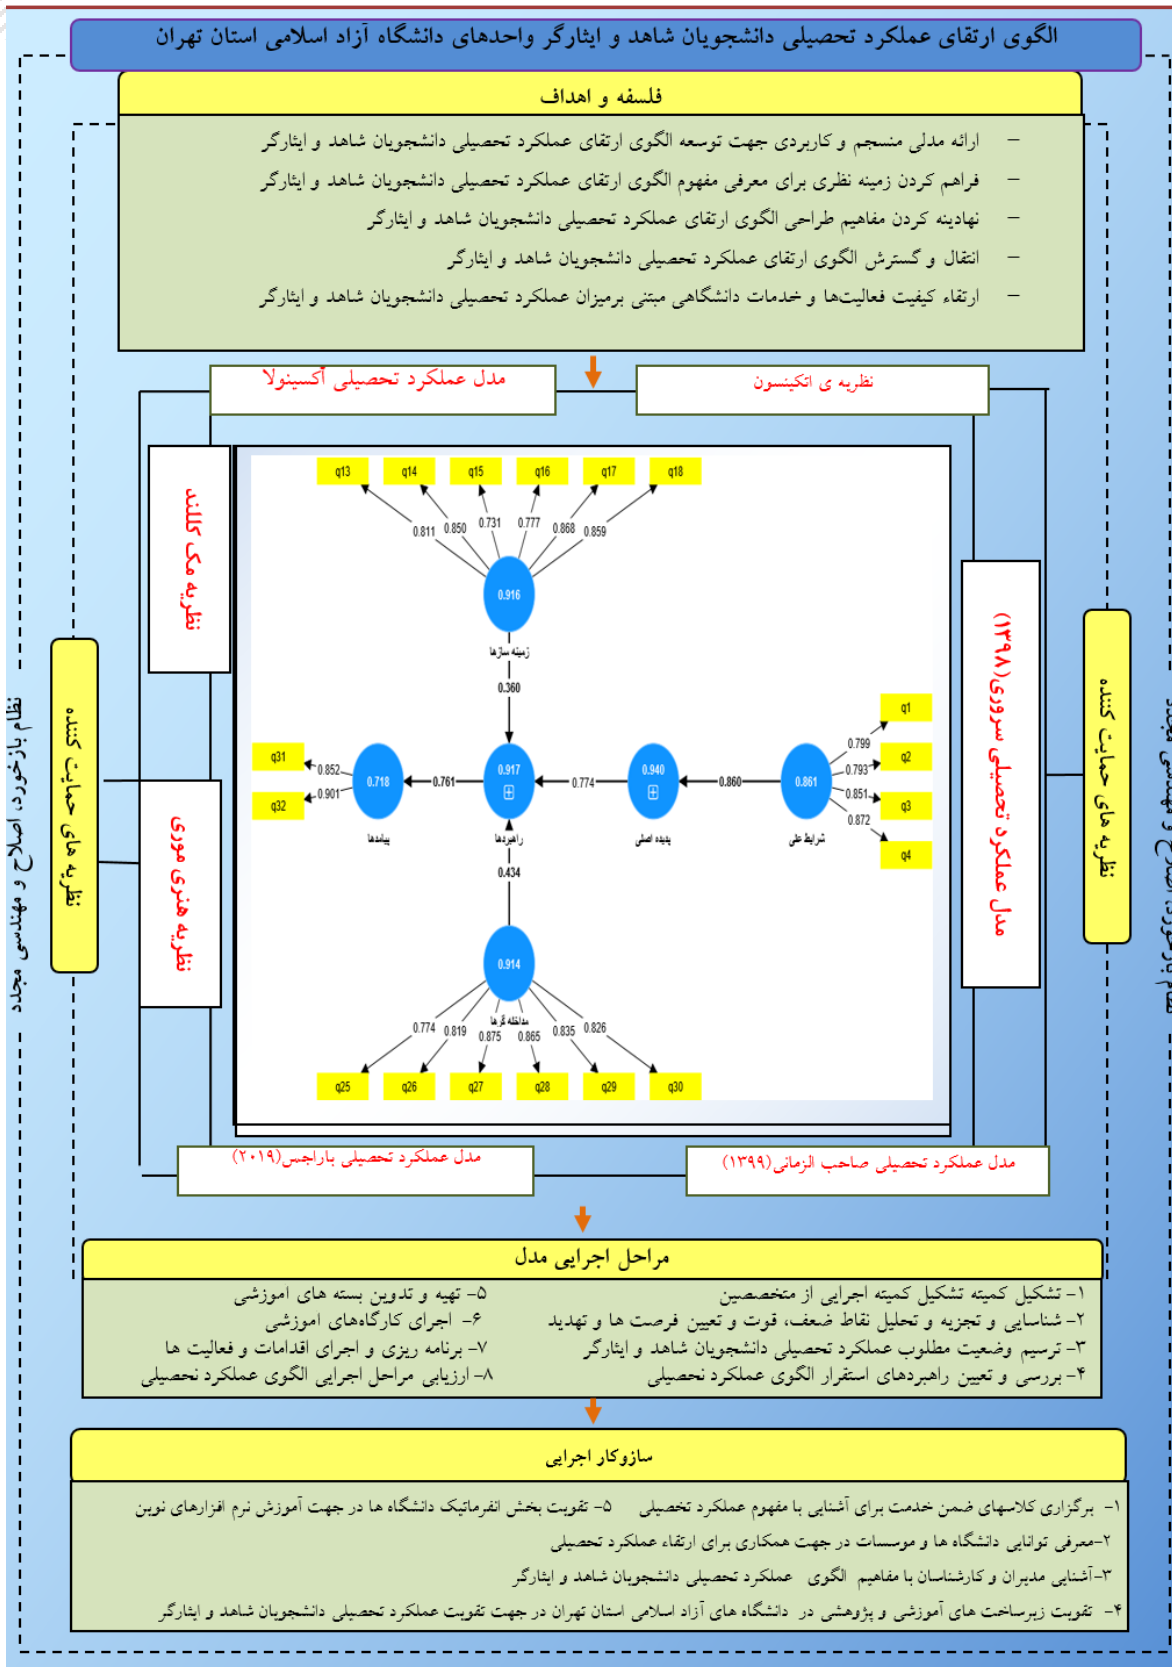 الگوی ارتقای عملکرد تحصیلی دانشجویان شاهد و ایثارگر واحدهای دانشگاه آزاد اسلامی استان تهران
فلسفه و اهداف
– ارائه مدلی منسجم و کاربردی جهت توسعه الگوی ارتقای عملکرد تحصیلی دانشجویان شاهد و ایثارگر
– فراهم کردن زمینه نظری برای معرفی مفهوم الگوی ارتقای عملکرد تحصیلی دانشجویان شاهد و ایثارگر
– نهادینه کردن مفاهیم طراحی الگوی ارتقای عملکرد تحصیلی دانشجویان شاهد و ایثارگر
– انتقال و گسترش الگوی ارتقای عملکرد تحصیلی دانشجویان شاهد و ایثارگر
– ارتقاء کیفیت فعالیت‌ها و خدمات دانشگاهی مبتنی برمیزان عملکرد تحصیلی دانشجویان شاهد و ایثارگر
نظریه ی اتکینسون
مدل عملکرد تحصیلی آکسینولا
نظام بازخورد، اصلاح و مهندسی مجدد
نظریه های حمایت کننده
مدل عملکرد تحصیلی سروری(۱۳۹۸)
q13 q14 q15 q16 q17 q18
0.811 0.850 0.731 0.777 0.868 0.859
0.916
زمینه سازها
0.360
q1
0.799
q2
0.793
q3
0.851
q4
0.872
0.861
شرایط علی
0.860
0.940
پدیده اصلی
0.774
0.917
راهبردها
0.761
0.718
پیامدها
q31
0.852
q32
0.901
0.434
0.914
مداخله گرها
0.774 0.819 0.875 0.865 0.835 0.826
q25 q26 q27 q28 q29 q30
نظریه مک کللند
نظریه هنری موری
نظریه های حمایت کننده
نظام بازخورد، اصلاح و مهندسی مجدد
مدل عملکرد تحصیلی صاحب الزمانی(۱۳۹۹)
مدل عملکرد تحصیلی باراجس(۲۰۱۹)
مراحل اجرایی مدل
۱- تشکیل کمیته تشکیل کمیته اجرایی از متخصصین
۲- شناسایی و تجزیه و تحلیل نقاط ضعف، قوت و تعیین فرصت ها و تهدید
۳- ترسیم وضعیت مطلوب عملکرد تحصیلی دانشجویان شاهد و ایثارگر
۴- بررسی و تعیین راهبردهای استقرار الگوی عملکرد نحصیلی
۵- تهیه و تدوین بسته های اموزشی
۶- اجرای کارگاه‌های اموزشی
۷- برنامه ریزی و اجرای اقدامات و فعالیت ها
۸- ارزیابی مراحل اجرایی الگوی عملکرد نحصیلی
سازوکار اجرایی
۱- برگزاری کلاسهای ضمن خدمت برای آشنایی با مفهوم عملکرد تخصیلی ۵- تقویت بخش انفرماتیک دانشگاه ها در جهت آموزش نرم افزارهای نوین
۲-معرفی توانایی دانشگاه ها و موسسات در جهت همکاری برای ارتقاء عملکرد تحصیلی
۳-آشنایی مدیران و کارشناسان با مفاهیم الگوی عملکرد تحصیلی دانشجویان شاهد و ایثارگر
۴- تقویت زیرساخت های آموزشی و پژوهشی در دانشگاه های آزاد اسلامی استان تهران در جهت تقویت عملکرد تحصیلی دانشجویان شاهد و ایثارگر